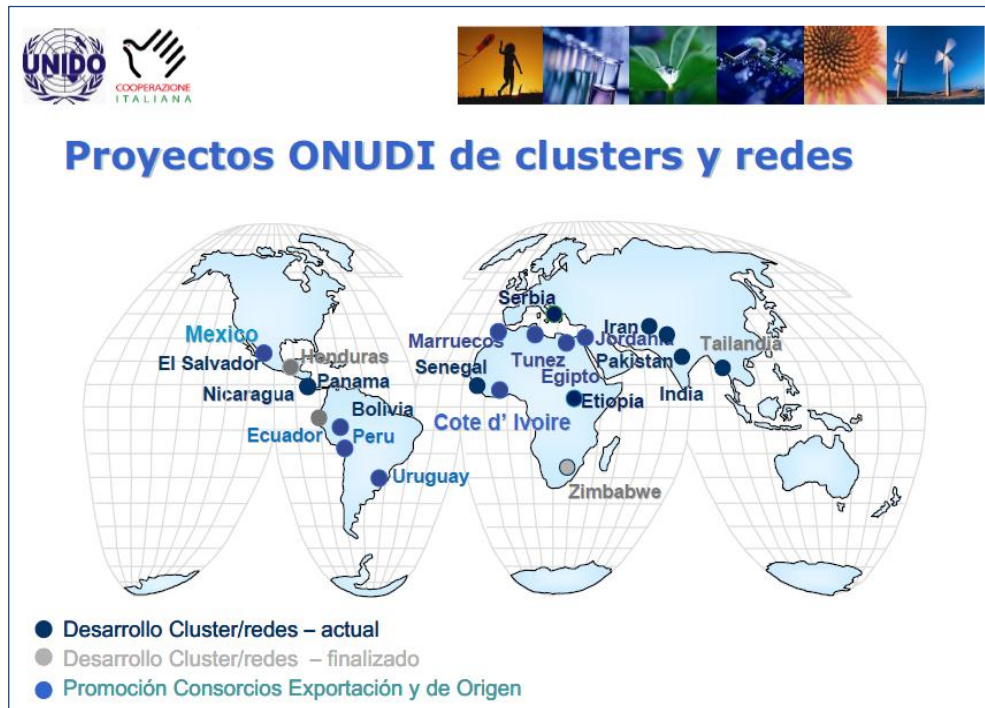 UNIDO
COOPERAZIONE
ITALIANA
Proyectos ONUDI de clusters y redes
Serbia
Mexico
Marruecos
Iran
Jordania
Tailandia
El Salvador
Honduras
Senegal
Tunez
Pakistan
Nicaragua
Panama
Egipto
India
Etiopía
Bolivia
Cote d' Ivoire
Ecuador
Peru
Uruguay
Zimbabwe
Desarrollo Cluster/redes – actual
Desarrollo Cluster/redes – finalizado
Promoción Consorcios Exportación y de Origen